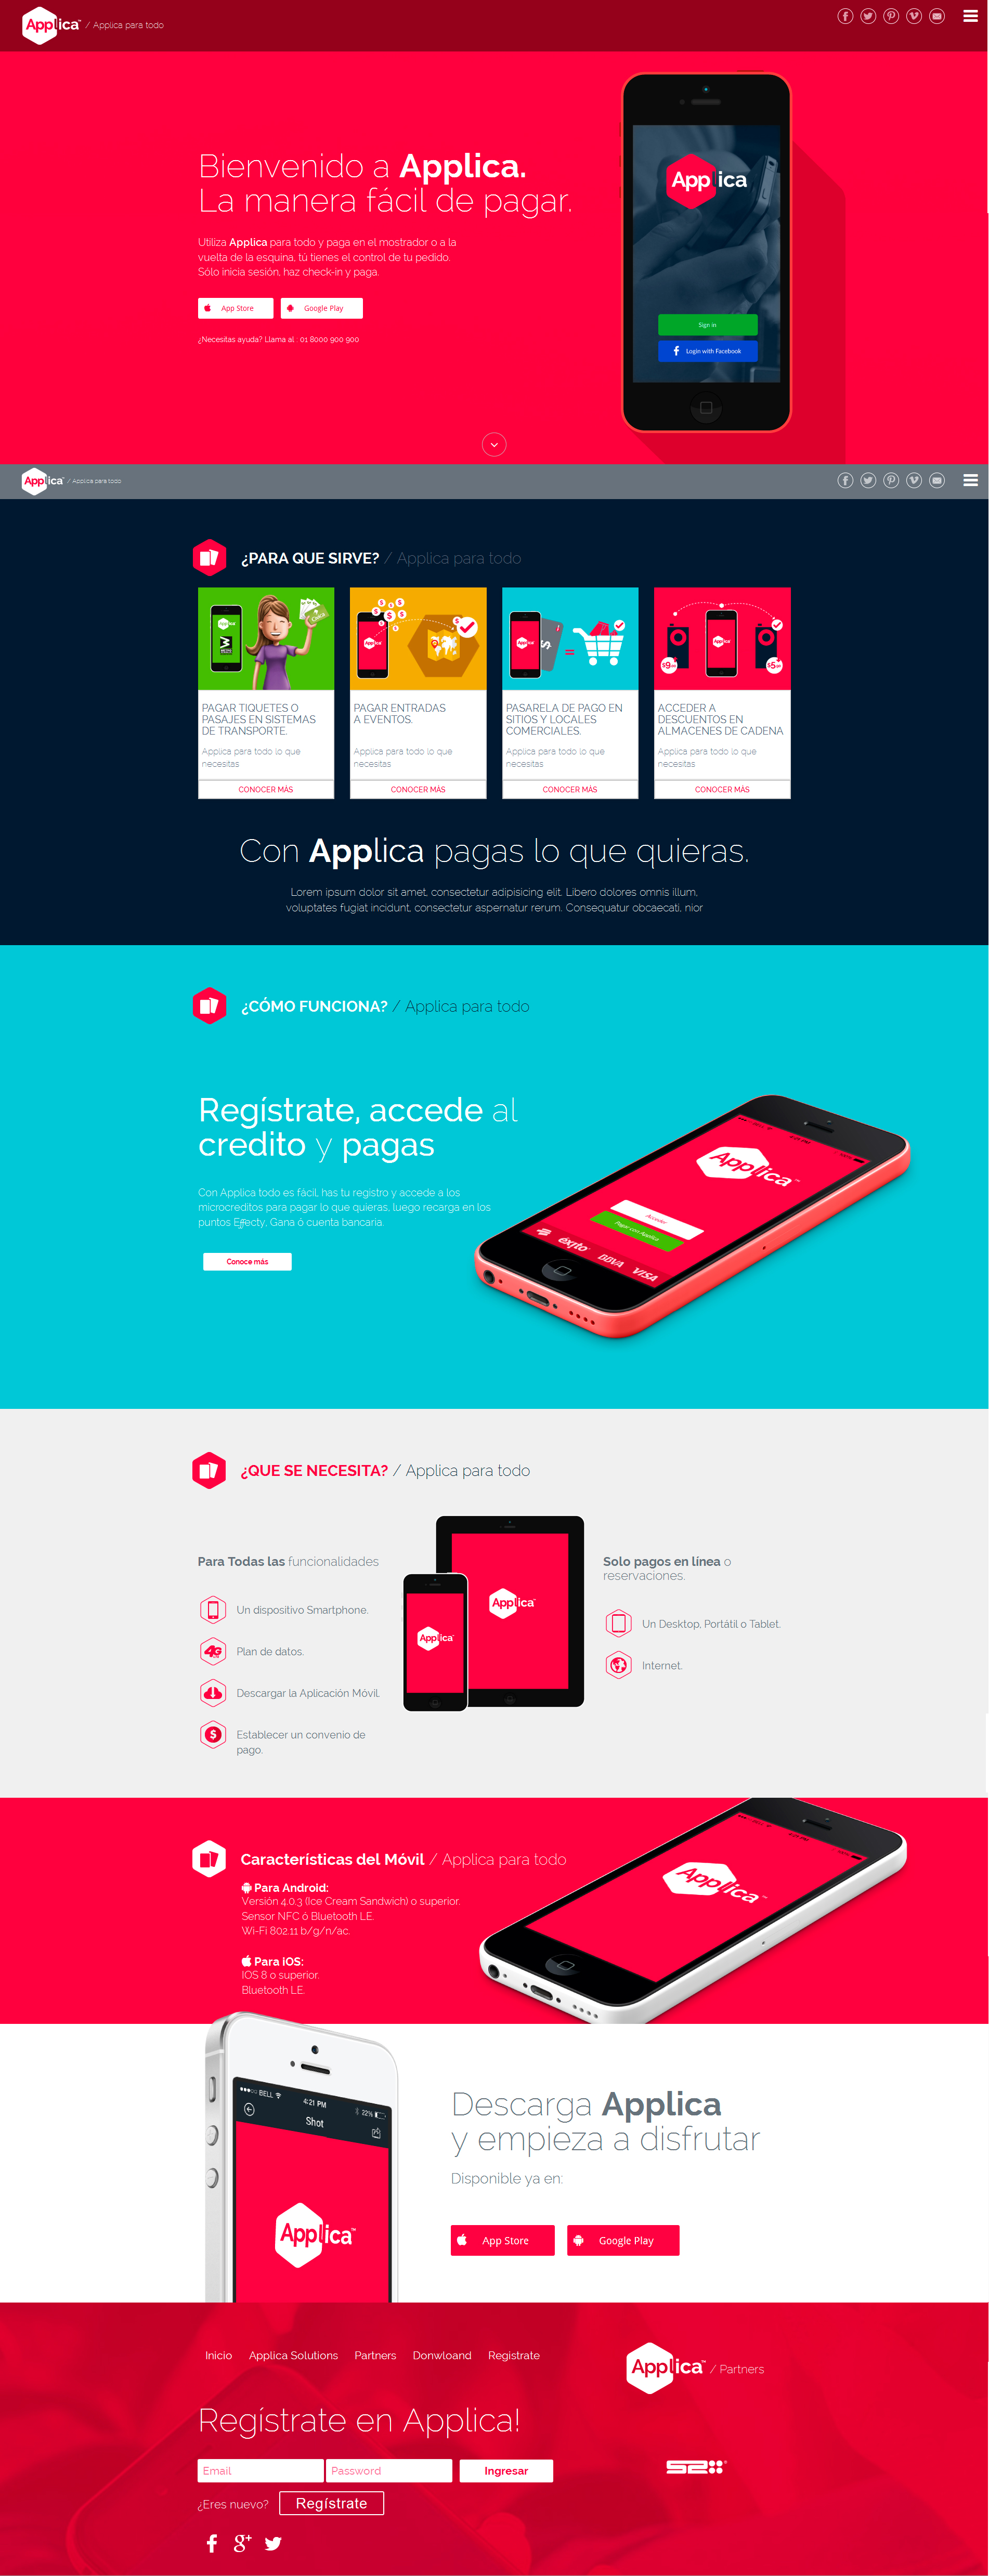 Applica™ / Applica para todo
Bienvenido a Applica.
La manera fácil de pagar.
Utiliza Applica para todo y paga en el mostrador o a la
vuelta de la esquina, tú tienes el control de tu pedido.
Sólo inicia sesión, haz check-in y paga.
App Store
Google Play
¿Necesitas ayuda? Llama al : 01 8000 900 900
Applica
Sign in
Login with Facebook
Applica™ / Applica para todo
¿PARA QUE SIRVE? / Applica para todo
PAGAR TIQUETES O
PASAJES EN SISTEMAS
DE TRANSPORTE.
Applica para todo lo que
necesitas
CONOCER MÁS
PAGAR ENTRADAS
A EVENTOS.
Applica para todo lo que
necesitas
CONOCER MÁS
PASARELA DE PAGO EN
SITIOS Y LOCALES
COMERCIALES.
Applica para todo lo que
necesitas
CONOCER MÁS
$9.00
$5.00
ACCEDER A
DESCUENTOS EN
ALMACENES DE CADENA
Applica para todo lo que
necesitas
CONOCER MÁS
Con Applica pagas lo que quieras.
Lorem ipsum dolor sit amet, consectetur adipisicing elit. Libero dolores omnis illum,
voluptates fugiat incidunt, consectetur aspernatur rerum. Consequatur obcaecati, nior
¿CÓMO FUNCIONA? / Applica para todo
Regístrate, accede al
credito y pagas
Con Applica todo es fácil, has tu registro y accede a los
microcreditos para pagar lo que quieras, luego recarga en los
puntos Effecty, Gana ó cuenta bancaria.
Conoce más
Applica™
Acceder
Pagar con Applica
éxito
BBVA
VISA
¿QUE SE NECESITA? / Applica para todo
Para Todas las funcionalidades
Un dispositivo Smartphone.
4G Plan de datos.
Descargar la Aplicación Móvil.
Establecer un convenio de
pago.
Applica
Applica
Solo pagos en línea o
reservaciones.
Un Desktop, Portátil o Tablet.
Internet.
Características del Móvil / Applica para todo
Para Android:
Versión 4.0.3 (Ice Cream Sandwich) o superior.
Sensor NFC ó Bluetooth LE.
Wi-Fi 802.11 b/g/n/ac.
Para iOS:
IOS 8 o superior.
Bluetooth LE.
Applica™
BELL 4:21 PM 22%
Shot
Applica™
Descarga Applica
y empieza a disfrutar
Disponible ya en:
App Store
Google Play
Inicio Applica Solutions Partners Donwloand Registrate
Applica™ / Partners
Regístrate en Applica!
Email
Password
Ingresar
¿Eres nuevo? Regístrate